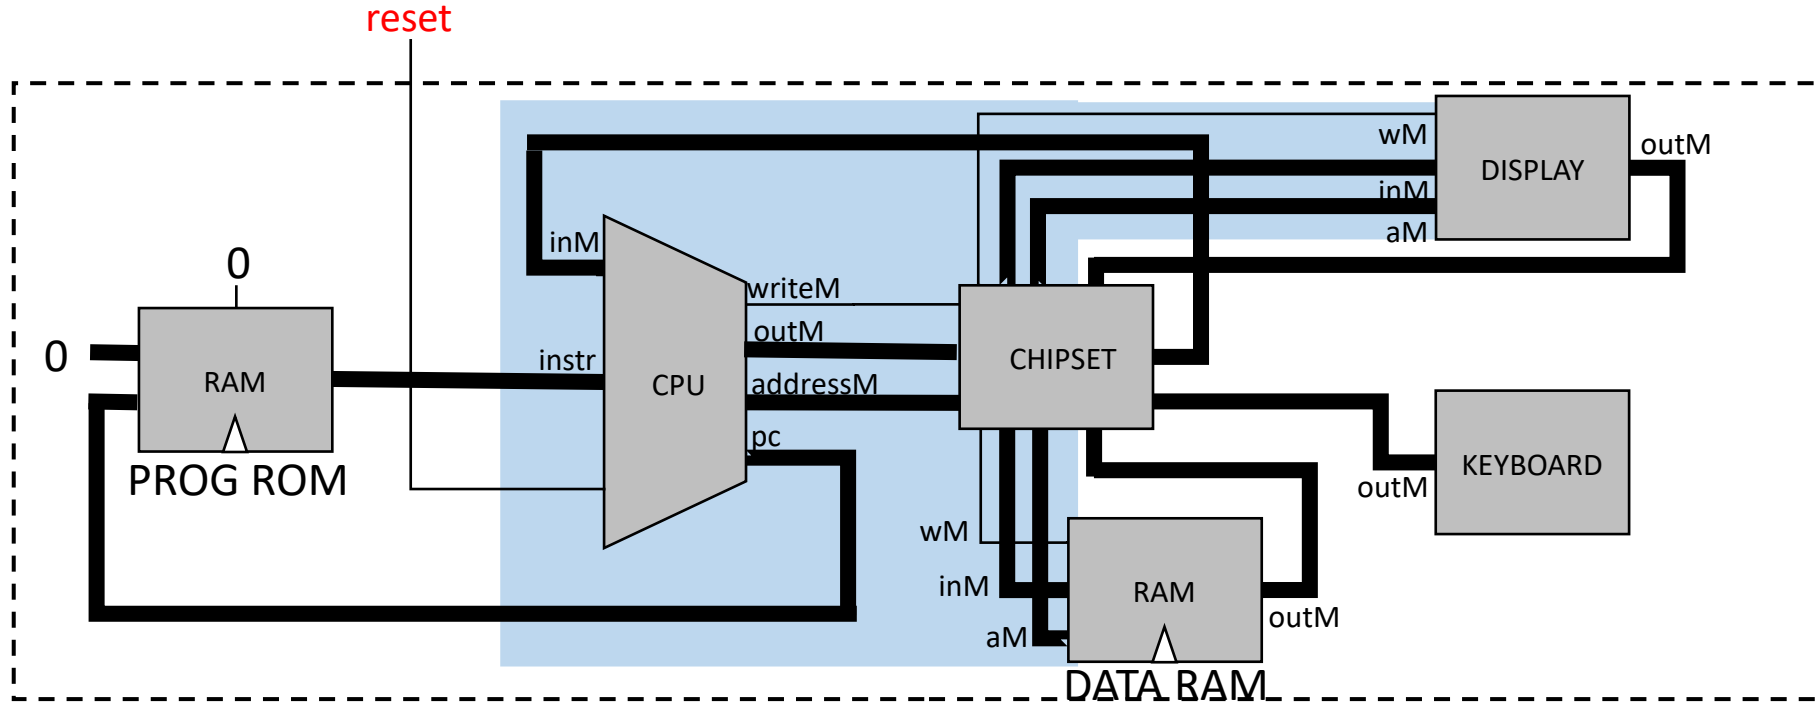 reset
wM
outM
DISPLAY
inM
aM
inM
0
writeM
outM
0
instr
CHIPSET
RAM
CPU
addressM
pc
PROG ROM
KEYBOARD
outM
wM
inM
RAM
outM
aM
DATA RAM